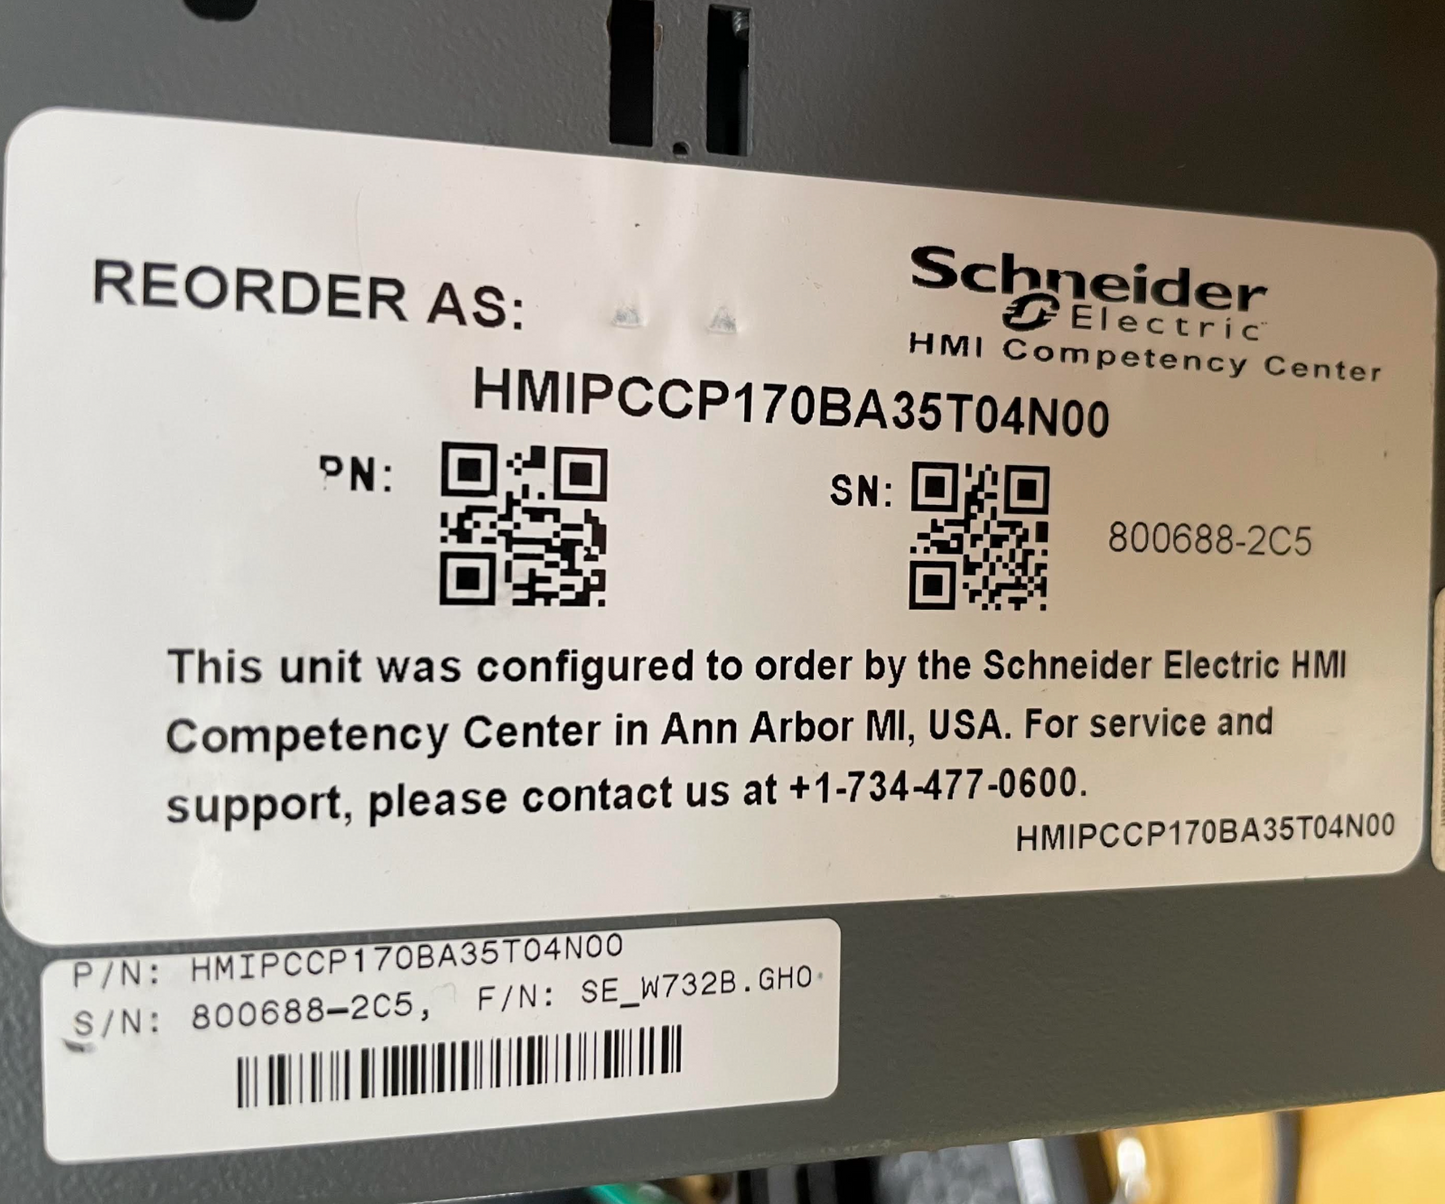 REORDER AS:
Schneider
Electric
HMI Competency Center
HMIPCCP170BA35T04N00
PN:
SN:
800688-2C5
This unit was configured to order by the Schneider Electric HMI
Competency Center in Ann Arbor MI, USA. For service and
support, please contact us at +1-734-477-0600.
HMIPCCP170BA35T04N00
P/N: HMIPCCP170BA35T04N00
S/N: 800688-2C5, F/N: SE_W732B.GHO